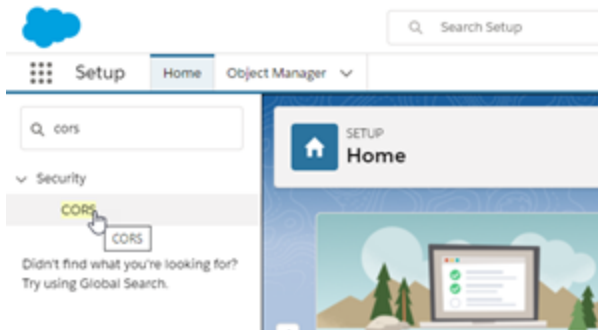 Search Setup
Setup
Home
Object Manager
cors
SETUP
Home
Security
CORS
CORS
Didn't find what you're looking for?
Try using Global Search.